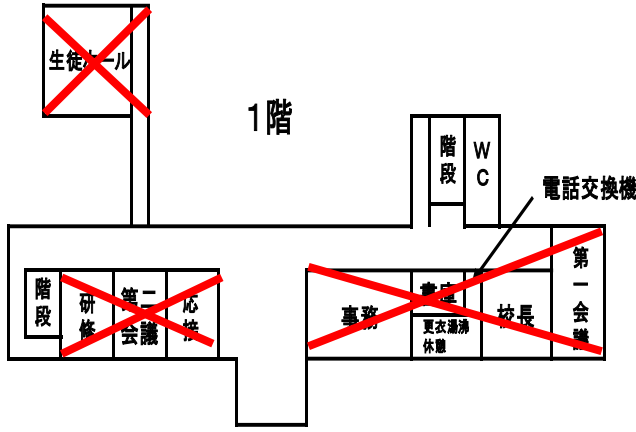 生徒ホール
1階
階段
WC
電話交換機
階段
研修
第二会議
応接
事務
書庫
更衣湯沸
休憩
校長
第一会議